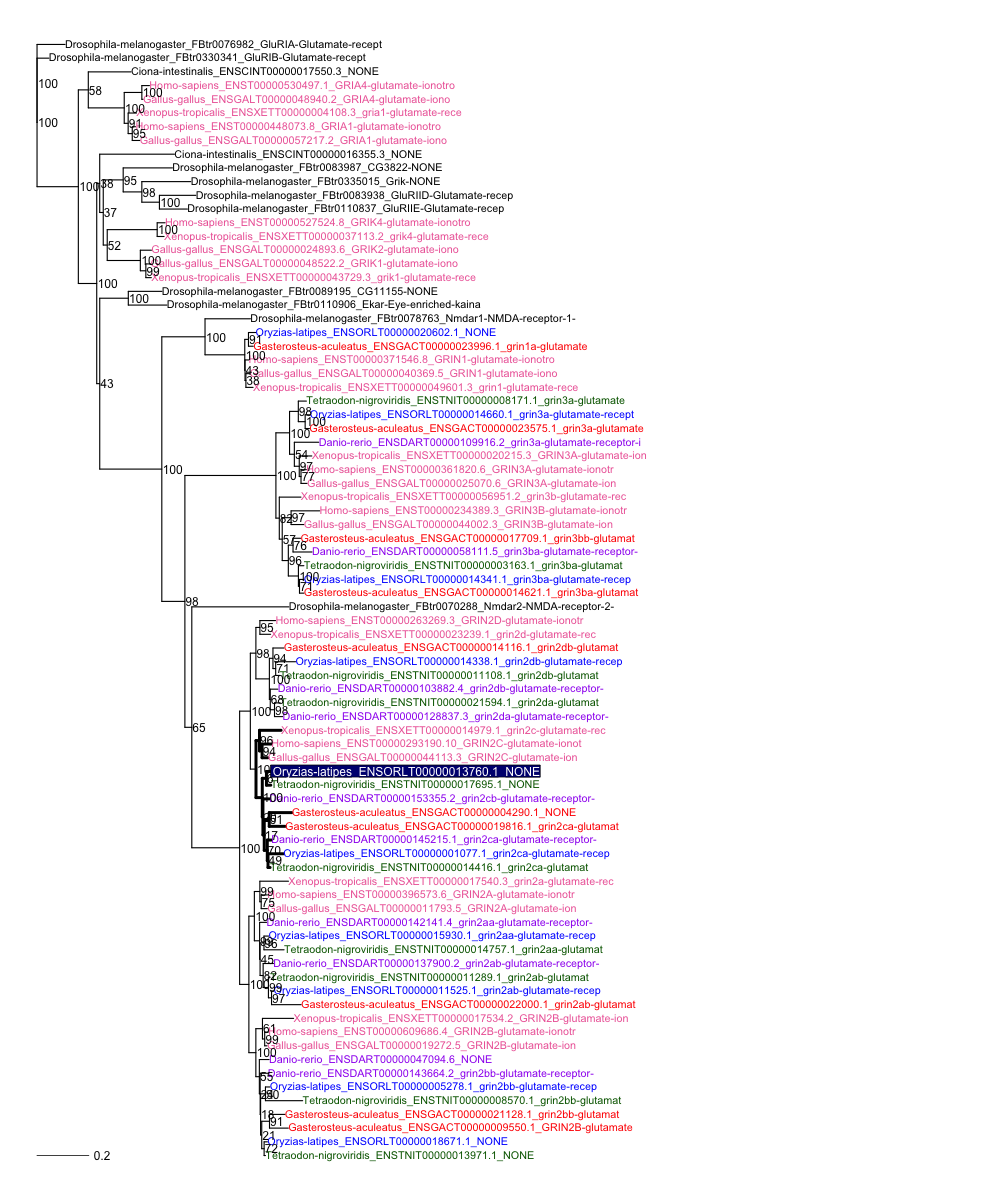 Drosophila-melanogaster_FBtr0076982_GluRIA-Glutamate-recept
Drosophila-melanogaster_FBtr0330341_GluRIB-Glutamate-recept
100
Ciona-intestinalis_ENSCINT00000017550.3_NONE
58
Homo-sapiens_ENST00000530497.1_GRIA4-glutamate-ionotro
100
Gallus-gallus_ENSGALT00000048940.2_GRIA4-glutamate-iono
100
Xenopus-tropicalis_ENSXETT00000004108.3_gria1-glutamate-rece
100
91
Homo-sapiens_ENST00000448073.8_GRIA1-glutamate-ionotro
95
Gallus-gallus_ENSGALT00000057217.2_GRIA1-glutamate-iono
Ciona-intestinalis_ENSCINT00000016355.3_NONE
Drosophila-melanogaster_FBtr0083987_CG3822-NONE
100
38
95
Drosophila-melanogaster_FBtr0335015_Grik-NONE
98
Drosophila-melanogaster_FBtr0083938_GluRIID-Glutamate-recep
100
Drosophila-melanogaster_FBtr0110837_GluRIIE-Glutamate-recep
37
Homo-sapiens_ENST00000527524.8_GRIK4-glutamate-ionotro
100
Xenopus-tropicalis_ENSXETT00000037113.2_grik4-glutamate-rece
52
Gallus-gallus_ENSGALT00000024893.6_GRIK2-glutamate-iono
100
Gallus-gallus_ENSGALT00000048522.2_GRIK1-glutamate-iono
99
Xenopus-tropicalis_ENSXETT00000043729.3_grik1-glutamate-rece
100
Drosophila-melanogaster_FBtr0089195_CG11155-NONE
100
Drosophila-melanogaster_FBtr0110906_Ekar-Eye-enriched-kaina
Drosophila-melanogaster_FBtr0078763_Nmdar1-NMDA-receptor-1-
100
Oryzias-latipes_ENSORLT00000020602.1_NONE
91
Gasterosteus-aculeatus_ENSGACT00000023996.1_grin1a-glutamate
100
Homo-sapiens_ENST00000371546.8_GRIN1-glutamate-ionotro
43
Gallus-gallus_ENSGALT00000040369.5_GRIN1-glutamate-iono
43
38
Xenopus-tropicalis_ENSXETT00000049601.3_grin1-glutamate-rece
Tetraodon-nigroviridis_ENSTNIT00000008171.1_grin3a-glutamate
98
Oryzias-latipes_ENSORLT00000014660.1_grin3a-glutamate-recept
100
Gasterosteus-aculeatus_ENSGACT00000023575.1_grin3a-glutamate
100
Danio-rerio_ENSDART00000109916.2_grin3a-glutamate-receptor-i
54
Xenopus-tropicalis_ENSXETT00000020215.3_GRIN3A-glutamate-ion
97
100
100
Homo-sapiens_ENST00000361820.6_GRIN3A-glutamate-ionotr
77
Gallus-gallus_ENSGALT00000025070.6_GRIN3A-glutamate-ion
Xenopus-tropicalis_ENSXETT00000056951.2_grin3b-glutamate-rec
Homo-sapiens_ENST00000234389.3_GRIN3B-glutamate-ionotr
82
97
Gallus-gallus_ENSGALT00000044002.3_GRIN3B-glutamate-ion
57
Gasterosteus-aculeatus_ENSGACT00000017709.1_grin3bb-glutamat
76
Danio-rerio_ENSDART00000058111.5_grin3ba-glutamate-receptor-
96
Tetraodon-nigroviridis_ENSTNIT00000003163.1_grin3ba-glutamat
100
Oryzias-latipes_ENSORLT00000014341.1_grin3ba-glutamate-recep
71
Gasterosteus-aculeatus_ENSGACT00000014621.1_grin3ba-glutamat
98
Drosophila-melanogaster_FBtr0070288_Nmdar2-NMDA-receptor-2-
Homo-sapiens_ENST00000263269.3_GRIN2D-glutamate-ionotr
95
Xenopus-tropicalis_ENSXETT00000023239.1_grin2d-glutamate-rec
98
Gasterosteus-aculeatus_ENSGACT00000014116.1_grin2db-glutamat
94
Oryzias-latipes_ENSORLT00000014338.1_grin2db-glutamate-recep
71
Tetraodon-nigroviridis_ENSTNIT00000011108.1_grin2db-glutamat
100
Danio-rerio_ENSDART00000103882.4_grin2db-glutamate-receptor-
68
Tetraodon-nigroviridis_ENSTNIT00000021594.1_grin2da-glutamat
98
100
Danio-rerio_ENSDART00000128837.3_grin2da-glutamate-receptor-
65
Xenopus-tropicalis_ENSXETT00000014979.1_grin2c-glutamate-rec
96
Homo-sapiens_ENST00000293190.10_GRIN2C-glutamate-ionot
94
Gallus-gallus_ENSGALT00000044113.3_GRIN2C-glutamate-ion
Oryzias-latipes_ENSORLT00000013760.1_NONE
Tetraodon-nigroviridis_ENSTNIT00000017695.1_NONE
100
Danio-rerio_ENSDART00000153355.2_grin2cb-glutamate-receptor-
Gasterosteus-aculeatus_ENSGACT00000004290.1_NONE
Gasterosteus-aculeatus_ENSGACT00000019816.1_grin2ca-glutamat
17
Danio-rerio_ENSDART00000145215.1_grin2ca-glutamate-receptor-
100
70
Oryzias-latipes_ENSORLT00000001077.1_grin2ca-glutamate-recep
49
Tetraodon-nigroviridis_ENSTNIT00000014416.1_grin2ca-glutamat
Xenopus-tropicalis_ENSXETT00000017540.3_grin2a-glutamate-rec
99
Homo-sapiens_ENST00000396573.6_GRIN2A-glutamate-ionotr
75
Gallus-gallus_ENSGALT00000011793.5_GRIN2A-glutamate-ion
100
Danio-rerio_ENSDART00000142141.4_grin2aa-glutamate-receptor-
Oryzias-latipes_ENSORLT00000015930.1_grin2aa-glutamate-recep
Tetraodon-nigroviridis_ENSTNIT00000014757.1_grin2aa-glutamat
45
Danio-rerio_ENSDART00000137900.2_grin2ab-glutamate-receptor-
82
Tetraodon-nigroviridis_ENSTNIT00000011289.1_grin2ab-glutamat
100
99
Oryzias-latipes_ENSORLT00000011525.1_grin2ab-glutamate-recep
97
Gasterosteus-aculeatus_ENSGACT00000022000.1_grin2ab-glutamat
Xenopus-tropicalis_ENSXETT00000017534.2_GRIN2B-glutamate-ion
61
Homo-sapiens_ENST00000609686.4_GRIN2B-glutamate-ionotr
99
Gallus-gallus_ENSGALT00000019272.5_GRIN2B-glutamate-ion
100
Danio-rerio_ENSDART00000047094.6_NONE
Danio-rerio_ENSDART00000143664.2_grin2bb-glutamate-receptor-
55
Oryzias-latipes_ENSORLT00000005278.1_grin2bb-glutamate-recep
Tetraodon-nigroviridis_ENSTNIT00000008570.1_grin2bb-glutamat
18
Gasterosteus-aculeatus_ENSGACT00000021128.1_grin2bb-glutamat
91
Gasterosteus-aculeatus_ENSGACT00000009550.1_GRIN2B-glutamate
21
Oryzias-latipes_ENSORLT00000018671.1_NONE
72
Tetraodon-nigroviridis_ENSTNIT00000013971.1_NONE
0.2